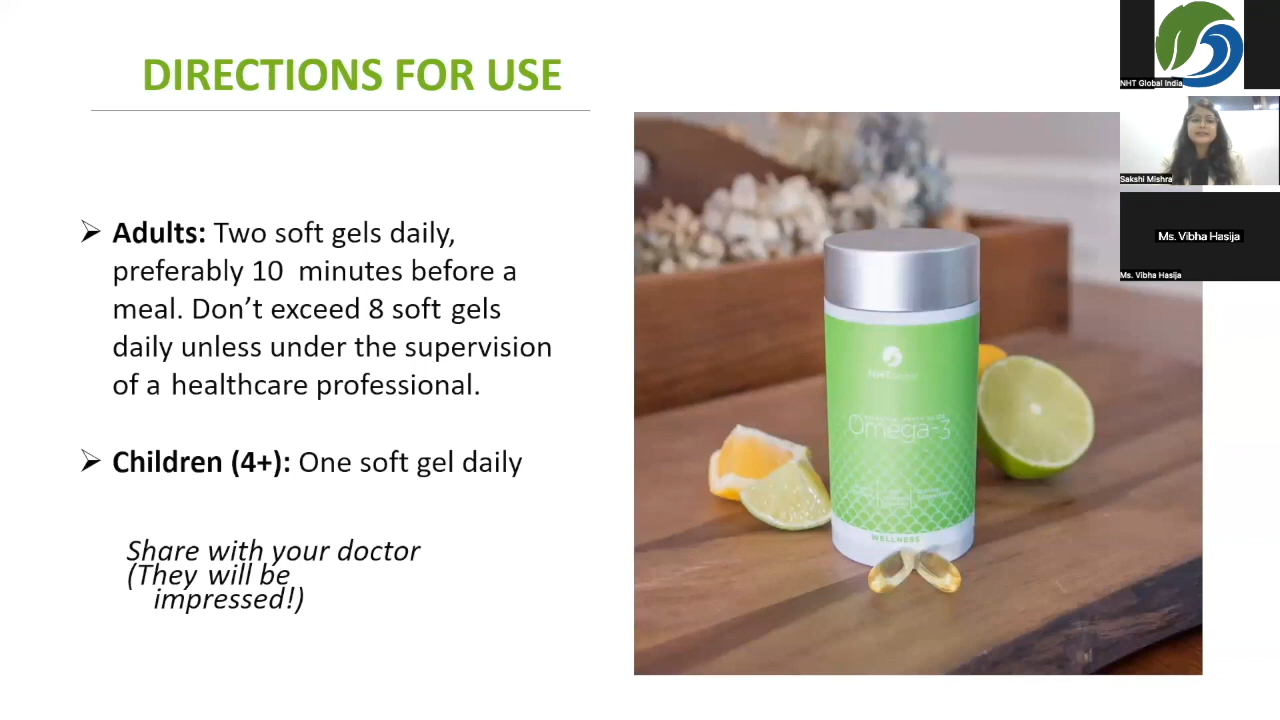 DIRECTIONS FOR USE
Adults: Two soft gels daily,
preferably 10 minutes before a
meal. Don’t exceed 8 soft gels
daily unless under the supervision
of a healthcare professional.
Children (4+): One soft gel daily
Share with your doctor
(They will be
impressed!)
Omega-3
WELLNESS
NHT Global India
Sakshi Mishra
Ms. Vibha Hasija
Ms. Vibha Hasija